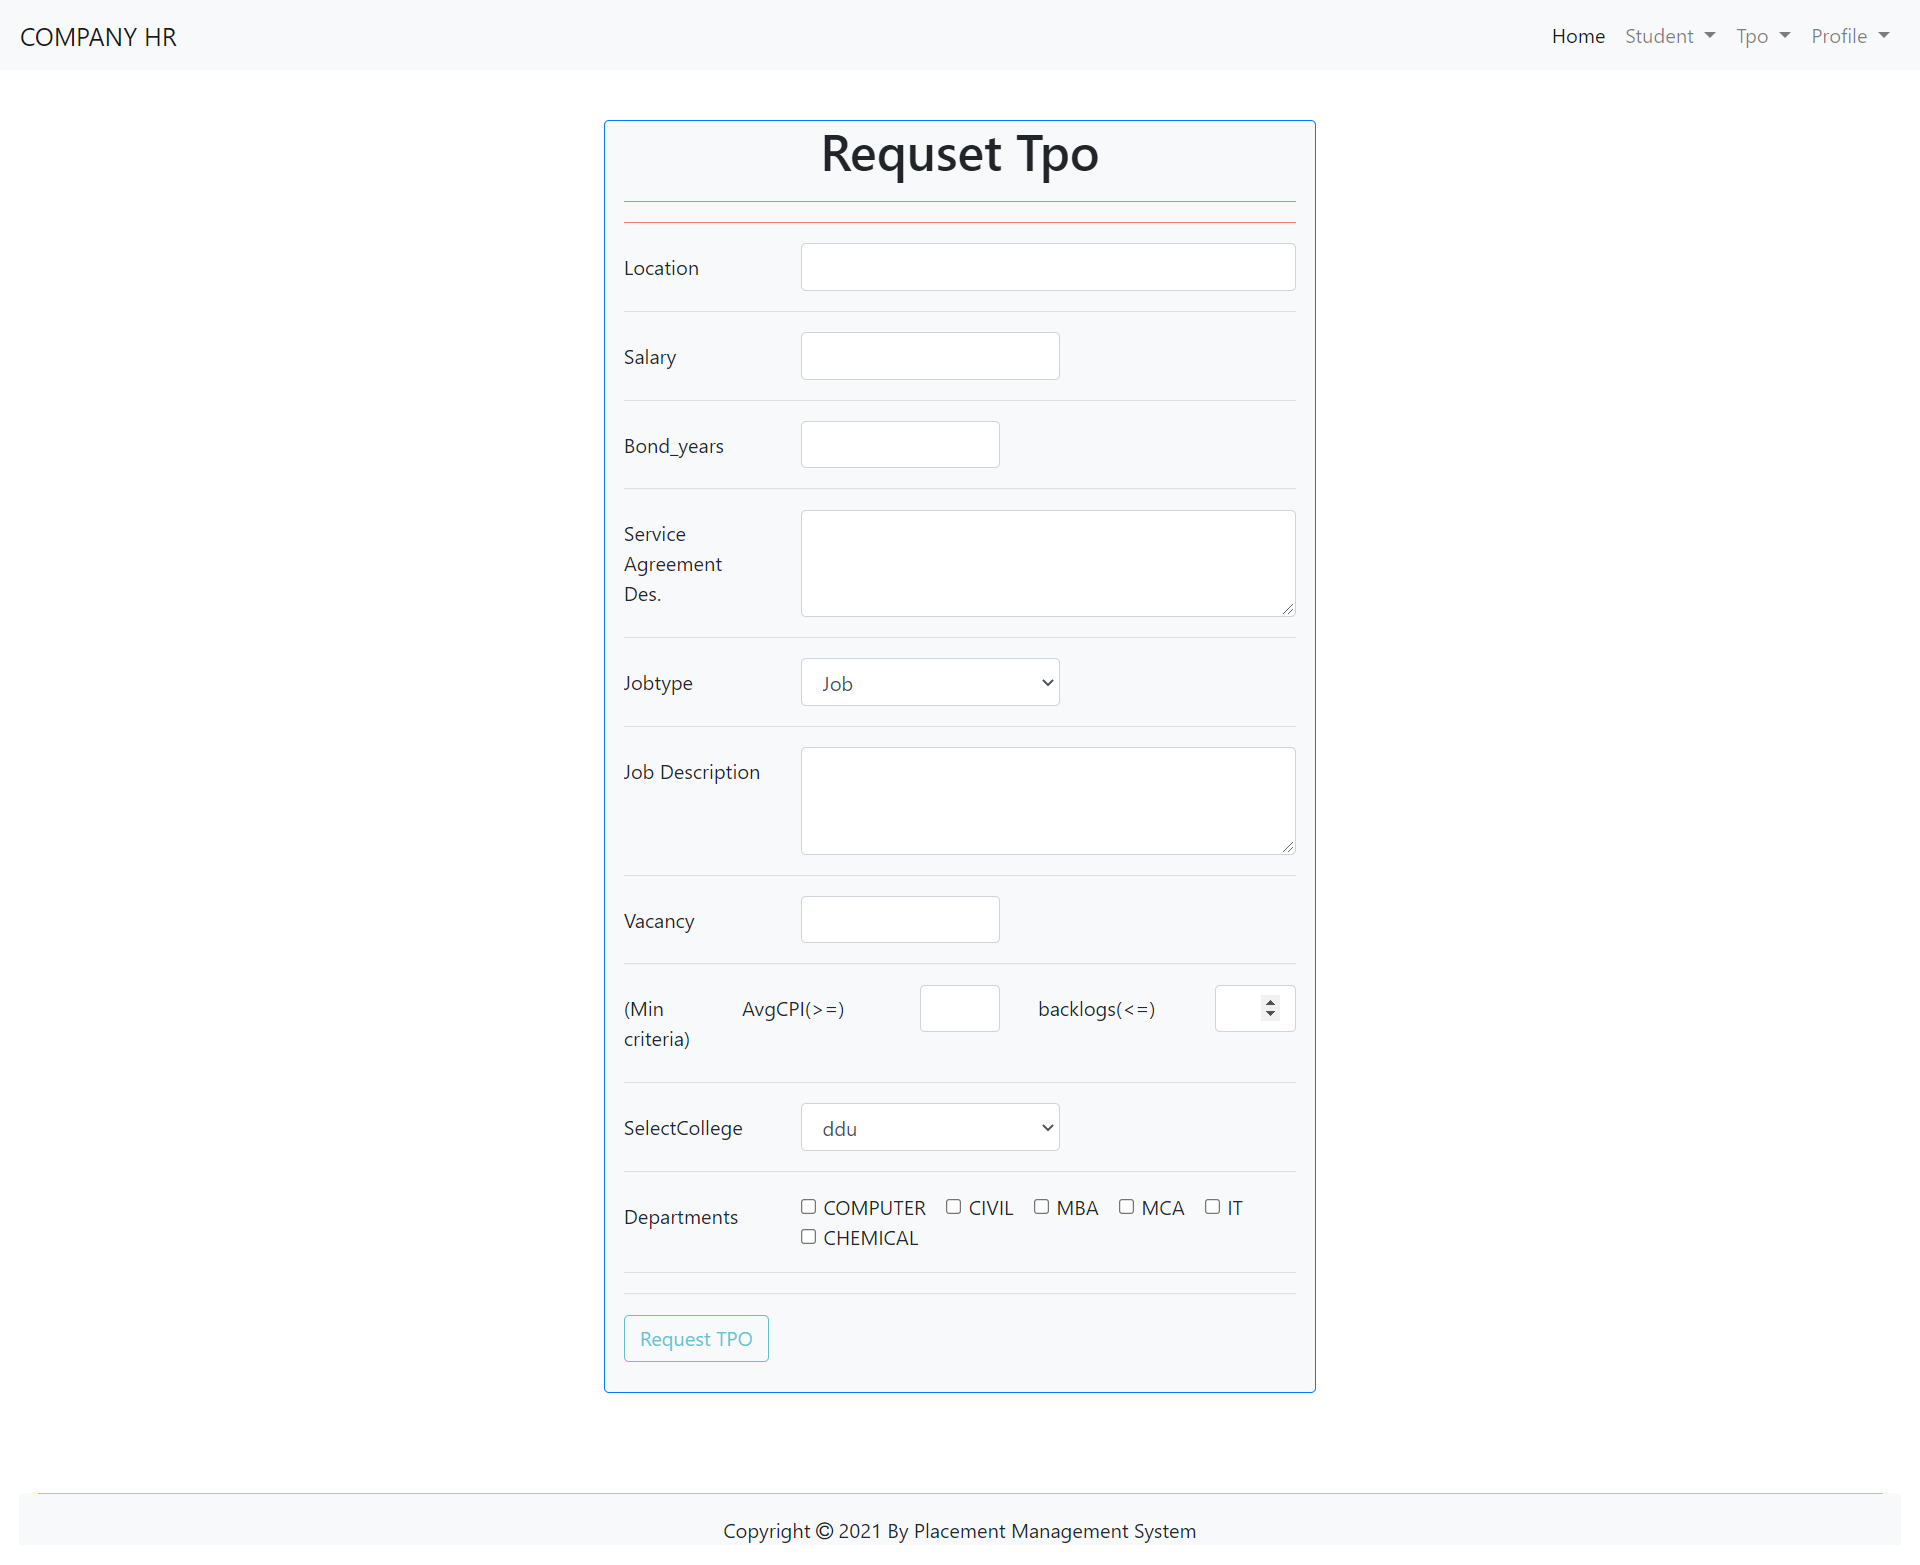 COMPANY HR
Home Student Tpo Profile
Requset Tpo
Location
Salary
Bond_years
Service
Agreement
Des.
Jobtype Job
Job Description
Vacancy
(Min AvgCPI(>=) backlogs(<=)
criteria)
SelectCollege ddu
Departments COMPUTER CIVIL MBA MCA IT
CHEMICAL
Request TPO
Copyright © 2021 By Placement Management System